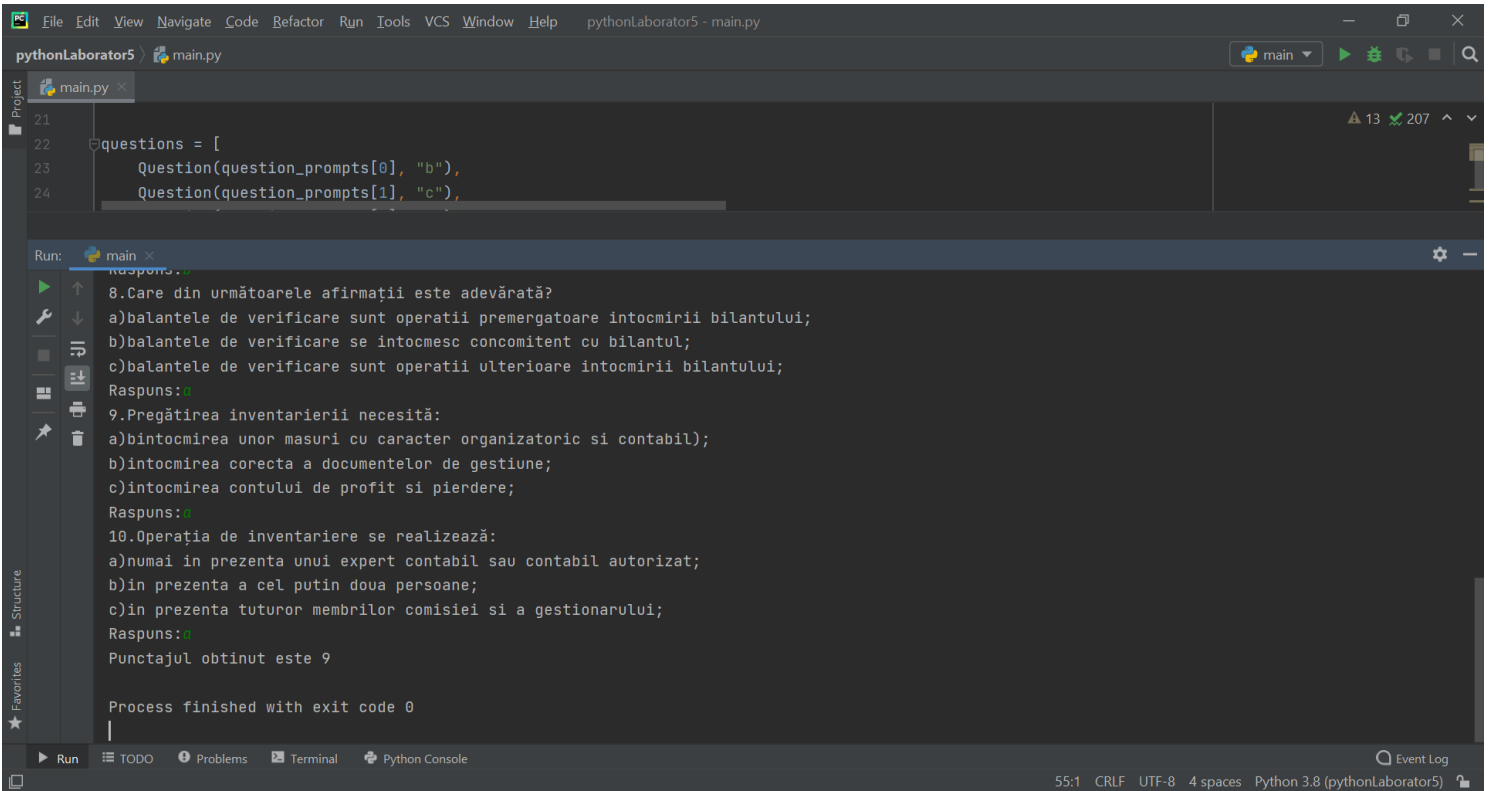 PC File Edit View Navigate Code Refactor Run Tools VCS Window Help pythonLaborator5 - main.py
pythonLaborator5 main.py main
Project
main.py
21
13 207
22 questions = [
23 Question(question_prompts[0], "b"),
24 Question(question_prompts[1], "c"),
Run: main
Raspuns:b
8.Care din următoarele afirmații este adevărată?
a)balantele de verificare sunt operatii premergatoare intocmirii bilantului;
b)balantele de verificare se intocmesc concomitent cu bilantul;
c)balantele de verificare sunt operatii ulterioare intocmirii bilantului;
Raspuns:a
9.Pregătirea inventarierii necesită:
a)bintocmirea unor masuri cu caracter organizatoric si contabil);
b)intocmirea corecta a documentelor de gestiune;
c)intocmirea contului de profit si pierdere;
Raspuns:a
10.Operația de inventariere se realizează:
a)numai in prezenta unui expert contabil sau contabil autorizat;
b)in prezenta a cel putin doua persoane;
c)in prezenta tuturor membrilor comisiei si a gestionarului;
Raspuns:a
Punctajul obtinut este 9
Process finished with exit code 0
Structure
Favorites
Run TODO Problems Terminal Python Console Event Log
55:1 CRLF UTF-8 4 spaces Python 3.8 (pythonLaborator5)